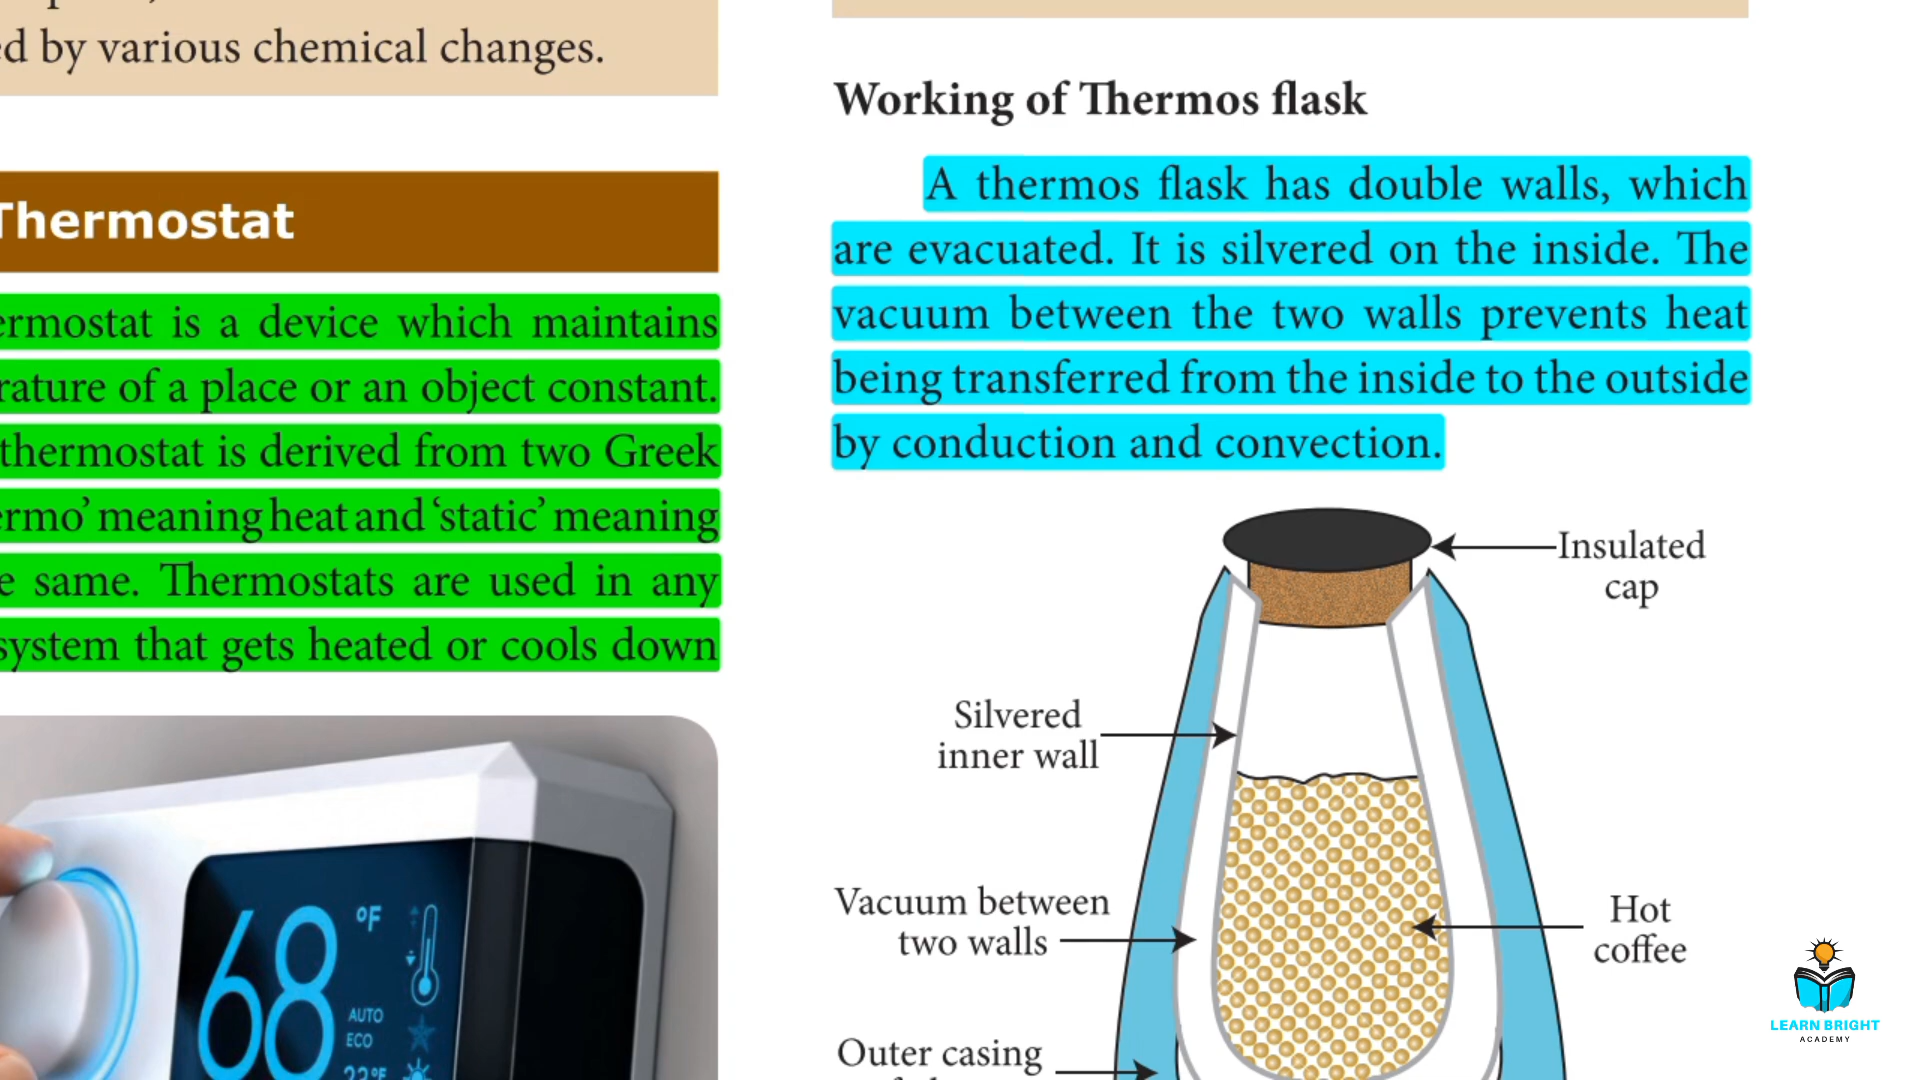 ed by various chemical changes.
Thermostat
ermostat is a device which maintains
rature of a place or an object constant.
thermostat is derived from two Greek
ermo’ meaning heat and ‘static’ meaning
e same. Thermostats are used in any
system that gets heated or cools down
68 °F
AUTO
ECO
Working of Thermos flask
A thermos flask has double walls, which
are evacuated. It is silvered on the inside. The
vacuum between the two walls prevents heat
being transferred from the inside to the outside
by conduction and convection.
Insulated
cap
Silvered
inner wall
Vacuum between
two walls
Hot
coffee
Outer casing
LEARN BRIGHT
ACADEMY